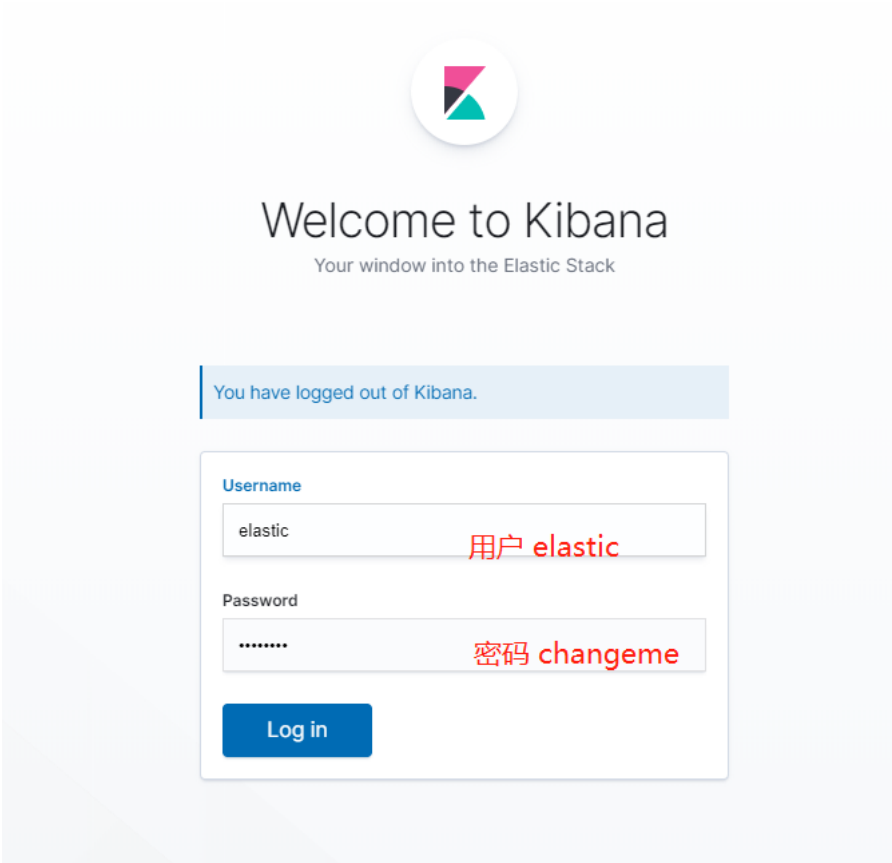 Welcome to Kibana
Your window into the Elastic Stack
You have logged out of Kibana.
Username
elastic
用户 elastic
Password
••••••••
密码 changeme
Log in